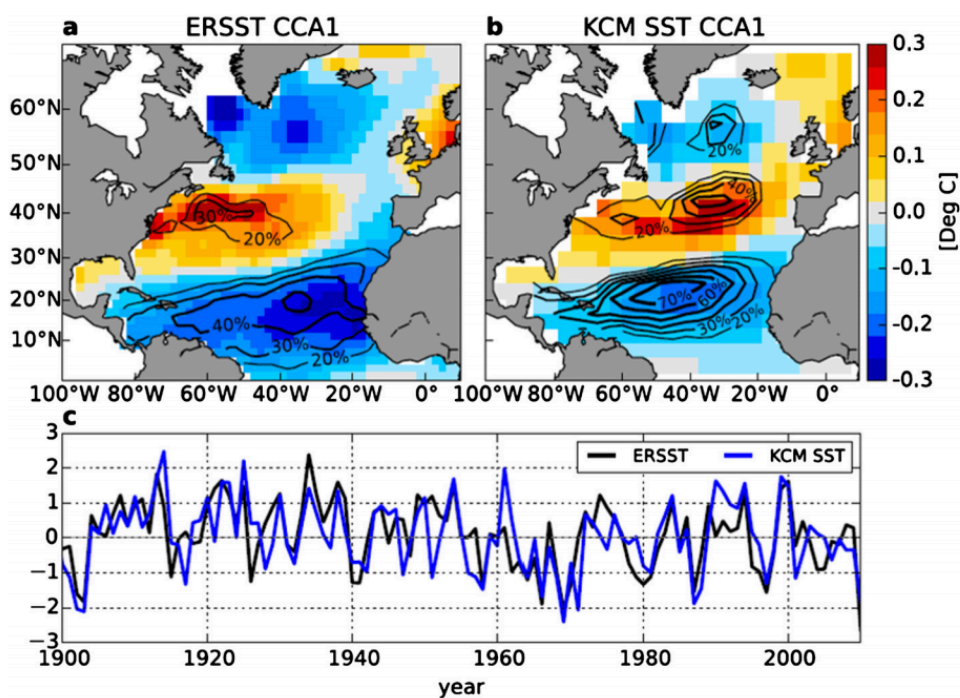 a ERSST CCA1
b KCM SST CCA1
60°N
50°N
40°N
30°N
20°N
10°N
30%
20%
40%
30%
20%
20%
40%
20%
70%
60%
30%
20%
0.3
0.2
0.1
0.0
-0.1
-0.2
-0.3
[Deg C]
100°W 80°W 60°W 40°W 20°W 0°
100°W 80°W 60°W 40°W 20°W 0°
c
ERSST KCM SST
3
2
1
0
−1
−2
−3
1900 1920 1940 1960 1980 2000
year